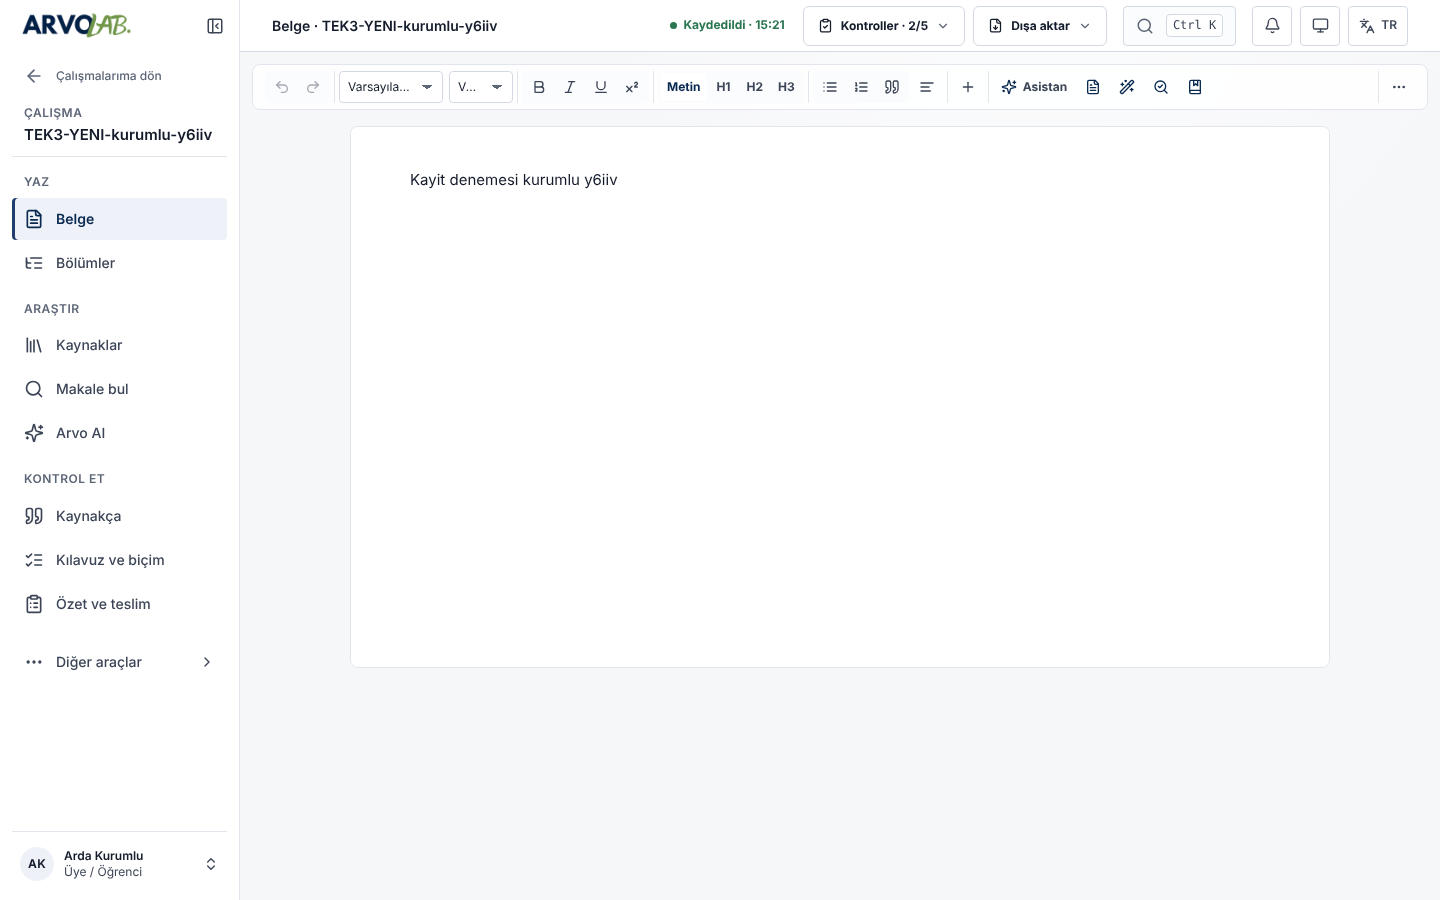 ARVOLAB.
Çalışmalarıma dön
ÇALIŞMA
TEK3-YENI-kurumlu-y6iiv
YAZ
Belge
Bölümler
ARAŞTIR
Kaynaklar
Makale bul
Arvo AI
KONTROL ET
Kaynakça
Kılavuz ve biçim
Özet ve teslim
Diğer araçlar
AK
Arda Kurumlu
Üye / Öğrenci
Belge · TEK3-YENI-kurumlu-y6iiv
Kaydedildi · 15:21
Kontroller · 2/5
Dışa aktar
Ctrl K
TR
Varsayıla...
V...
B I U x²
Metin H1 H2 H3
Asistan
Kayit denemesi kurumlu y6iiv